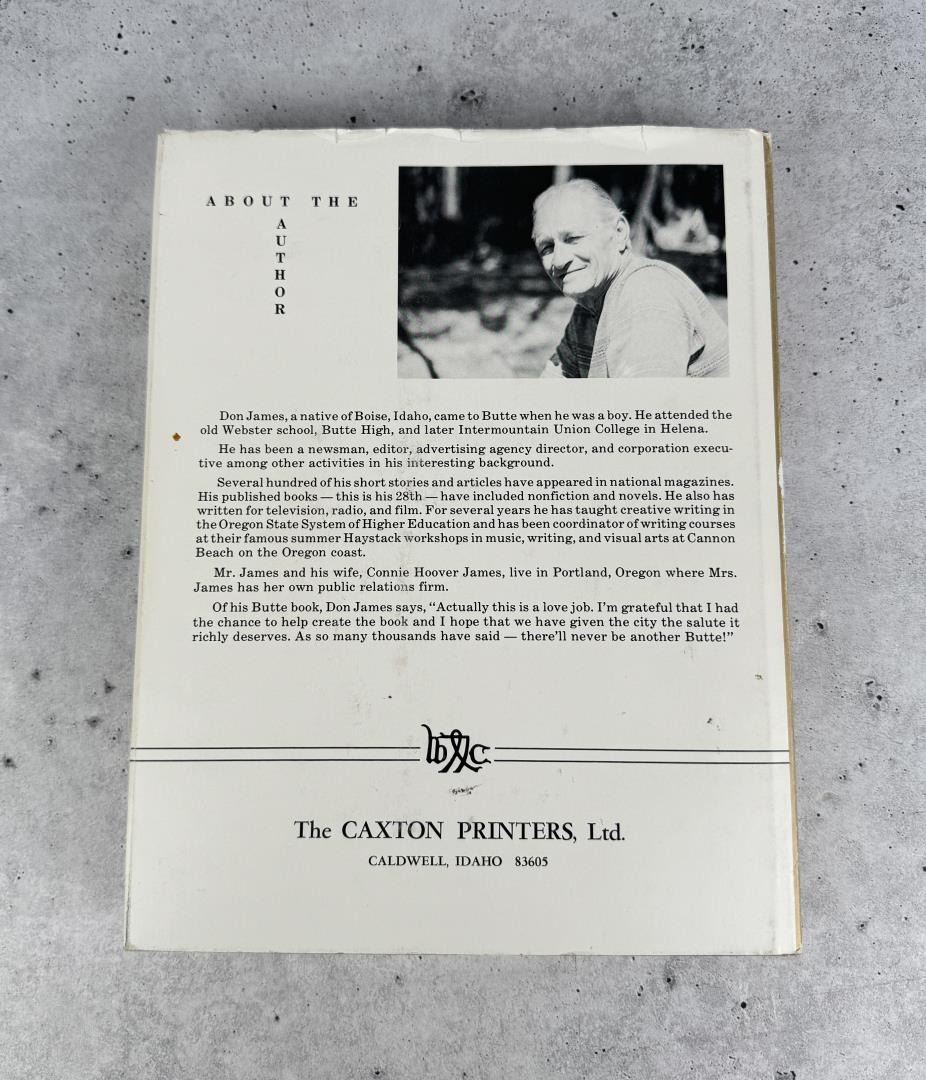 ABOUT THE
AUTHOR
Don James, a native of Boise, Idaho, came to Butte when he was a boy. He attended the
old Webster school, Butte High, and later Intermountain Union College in Helena.
He has been a newsman, editor, advertising agency director, and corporation execu-
tive among other activities in his interesting background.
Several hundred of his short stories and articles have appeared in national magazines.
His published books — this is his 28th — have included nonfiction and novels. He also has
written for television, radio, and film. For several years he has taught creative writing in
the Oregon State System of Higher Education and has been coordinator of writing courses
at their famous summer Haystack workshops in music, writing, and visual arts at Cannon
Beach on the Oregon coast.
Mr. James and his wife, Connie Hoover James, live in Portland, Oregon where Mrs.
James has her own public relations firm.
Of his Butte book, Don James says, “Actually this is a love job. I’m grateful that I had
the chance to help create the book and I hope that we have given the city the salute it
richly deserves. As so many thousands have said — there’ll never be another Butte!”
The CAXTON PRINTERS, Ltd.
CALDWELL, IDAHO 83605